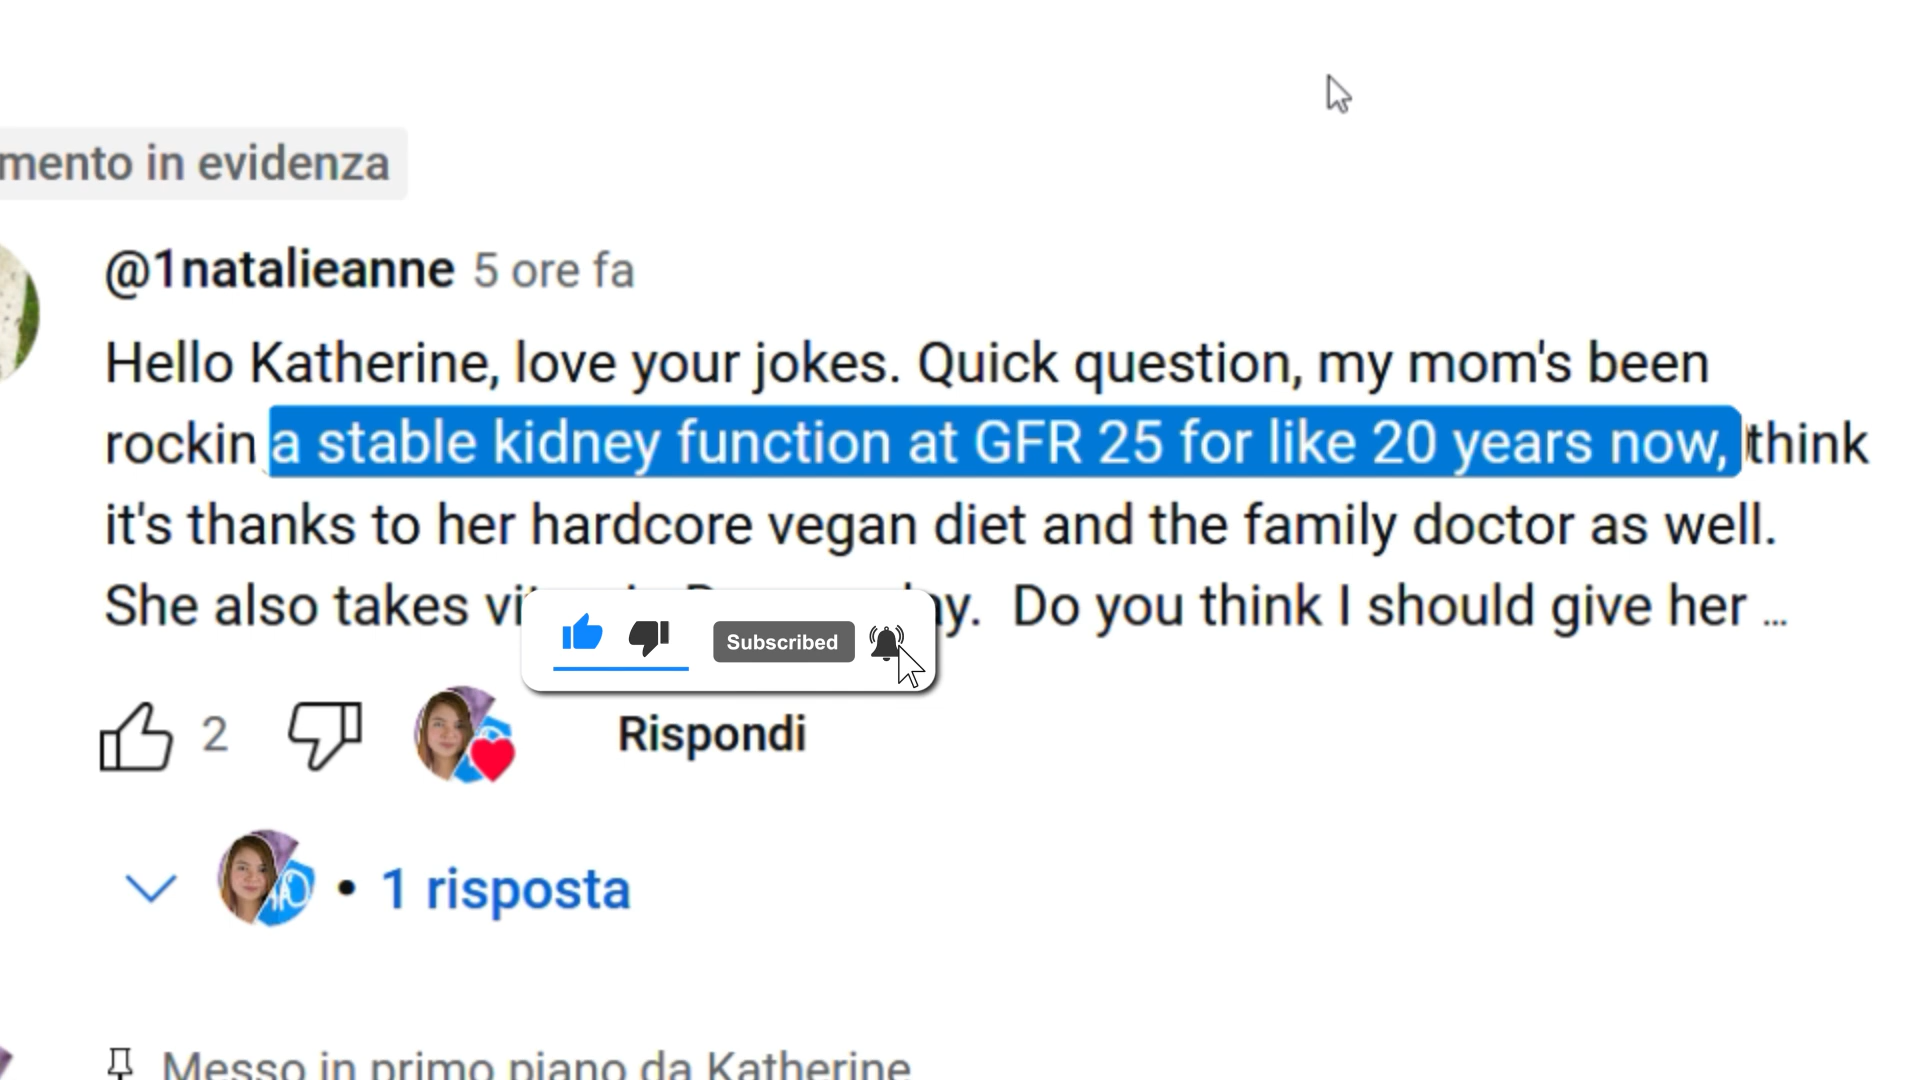 mento in evidenza
@1natalieanne 5 ore fa
Hello Katherine, love your jokes. Quick question, my mom's been
rockin a stable kidney function at GFR 25 for like 20 years now, think
it's thanks to her hardcore vegan diet and the family doctor as well.
She also takes Do you think I should give her ...
Subscribed
2 Rispondi
1 risposta
Messo in primo piano da Katherine